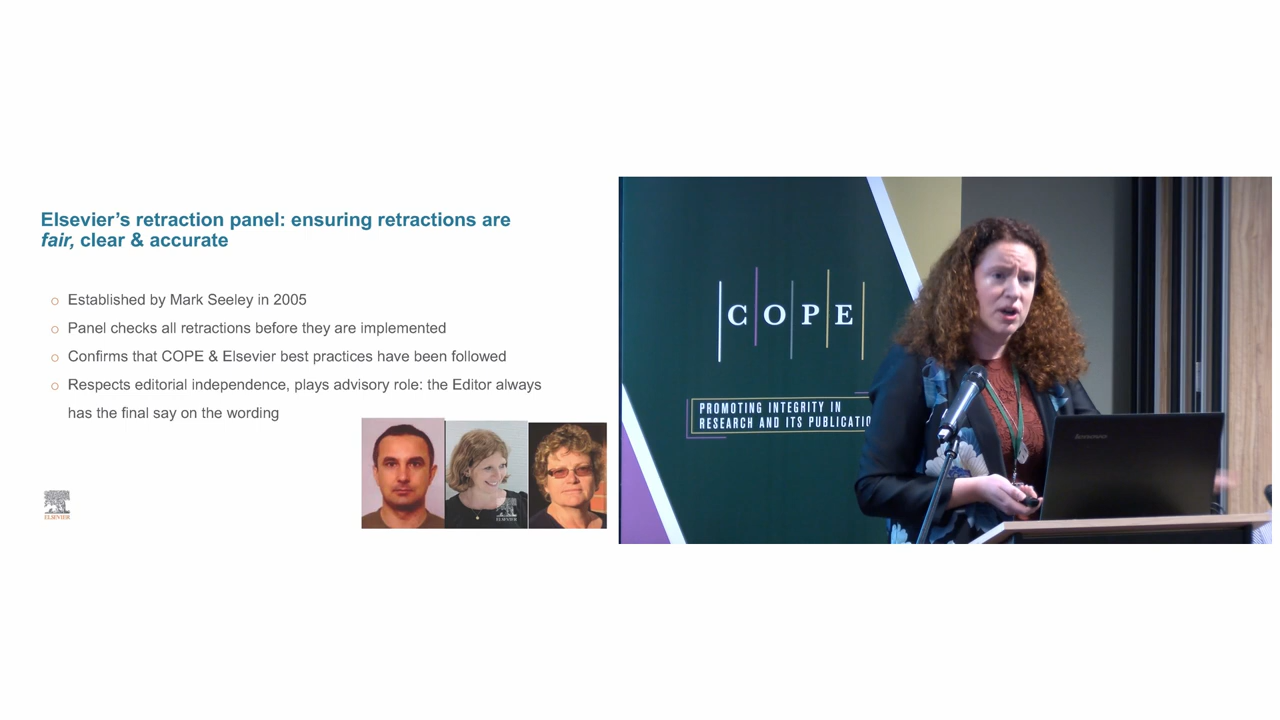 Elsevier’s retraction panel: ensuring retractions are
fair, clear & accurate
o Established by Mark Seeley in 2005
o Panel checks all retractions before they are implemented
o Confirms that COPE & Elsevier best practices have been followed
o Respects editorial independence, plays advisory role: the Editor always
has the final say on the wording
ELSEVIER
ELSEVIER
COPE
PROMOTING INTEGRITY IN
RESEARCH AND ITS PUBLICATIO
lenovo